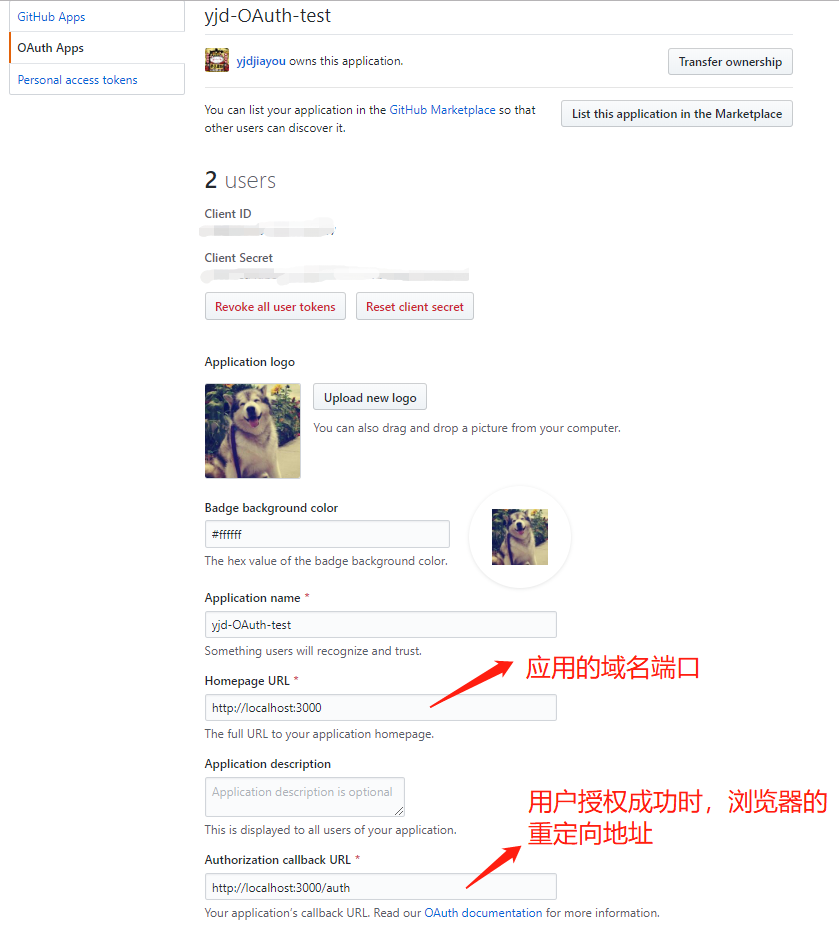 GitHub Apps
OAuth Apps
Personal access tokens
yjd-OAuth-test
yjdjiayou owns this application.
Transfer ownership
You can list your application in the GitHub Marketplace so that
other users can discover it.
List this application in the Marketplace
2 users
Client ID
Client Secret
Revoke all user tokens
Reset client secret
Application logo
Upload new logo
You can also drag and drop a picture from your computer.
Badge background color
#ffffff
The hex value of the badge background color.
Application name *
yjd-OAuth-test
Something users will recognize and trust.
应用的域名端口
Homepage URL *
http://localhost:3000
The full URL to your application homepage.
Application description
Application description is optional
This is displayed to all users of your application.
用户授权成功时，浏览器的
重定向地址
Authorization callback URL *
http://localhost:3000/auth
Your application's callback URL. Read our OAuth documentation for more information.